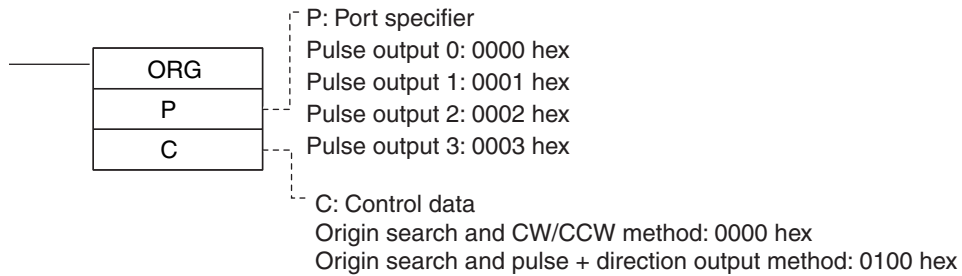 ORG
P
C
P: Port specifier
Pulse output 0: 0000 hex
Pulse output 1: 0001 hex
Pulse output 2: 0002 hex
Pulse output 3: 0003 hex
C: Control data
Origin search and CW/CCW method: 0000 hex
Origin search and pulse + direction output method: 0100 hex